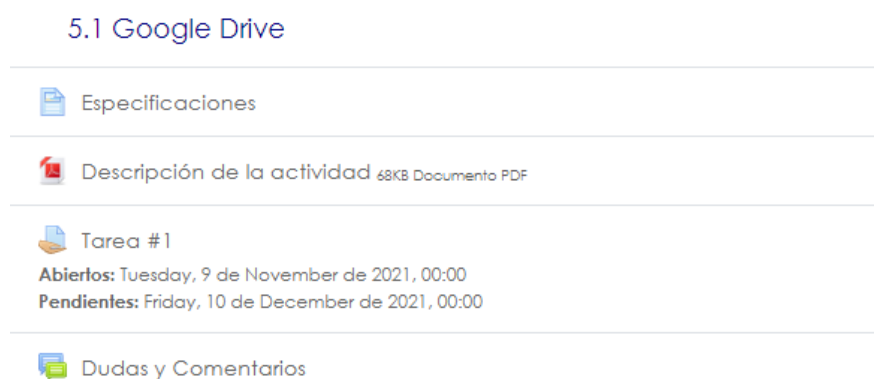 5.1 Google Drive
Especificaciones
Descripción de la actividad 68KB Documento PDF
Tarea #1
Abiertos: Tuesday, 9 de November de 2021, 00:00
Pendientes: Friday, 10 de December de 2021, 00:00
Dudas y Comentarios